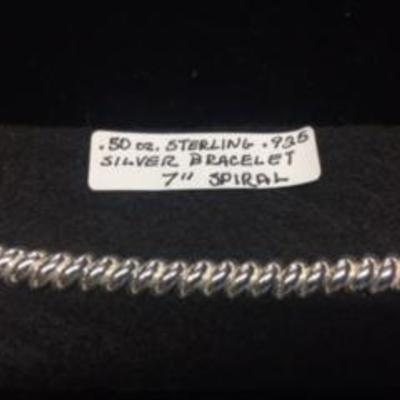 .50 oz. STERLING .925
SILVER BRACELET
7" SPIRAL